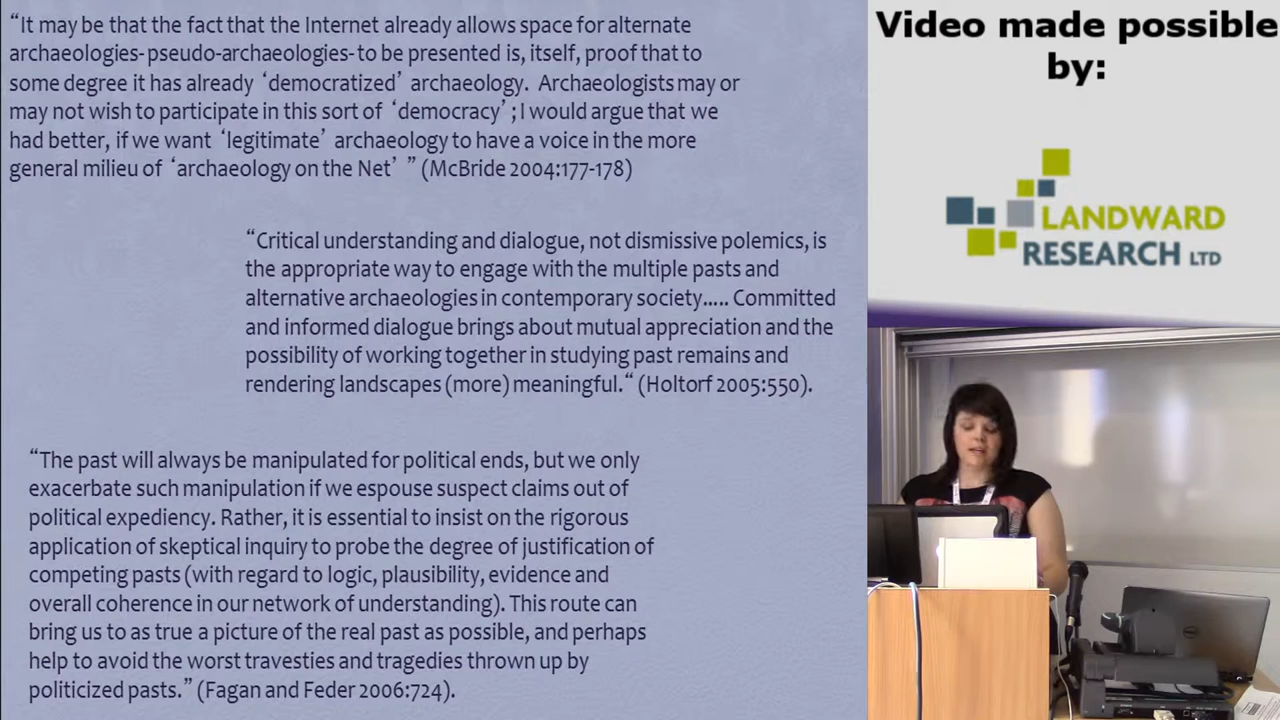 “It may be that the fact that the Internet already allows space for alternate
archaeologies-pseudo-archaeologies- to be presented is, itself, proof that to
some degree it has already ‘democratized’ archaeology. Archaeologists may or
may not wish to participate in this sort of ‘democracy’ ; I would argue that we
had better, if we want ‘legitimate’ archaeology to have a voice in the more
general milieu of ‘archaeology on the Net’ ” (McBride 2004:177-178)
“Critical understanding and dialogue, not dismissive polemics, is
the appropriate way to engage with the multiple pasts and
alternative archaeologies in contemporary society..... Committed
and informed dialogue brings about mutual appreciation and the
possibility of working together in studying past remains and
rendering landscapes (more) meaningful.“ (Holtorf 2005:550).
“The past will always be manipulated for political ends, but we only
exacerbate such manipulation if we espouse suspect claims out of
political expediency. Rather, it is essential to insist on the rigorous
application of skeptical inquiry to probe the degree of justification of
competing pasts (with regard to logic, plausibility, evidence and
overall coherence in our network of understanding). This route can
bring us to as true a picture of the real past as possible, and perhaps
help to avoid the worst travesties and tragedies thrown up by
politicized pasts.” (Fagan and Feder 2006:724).
Video made possible
by:
LANDWARD
RESEARCH LTD